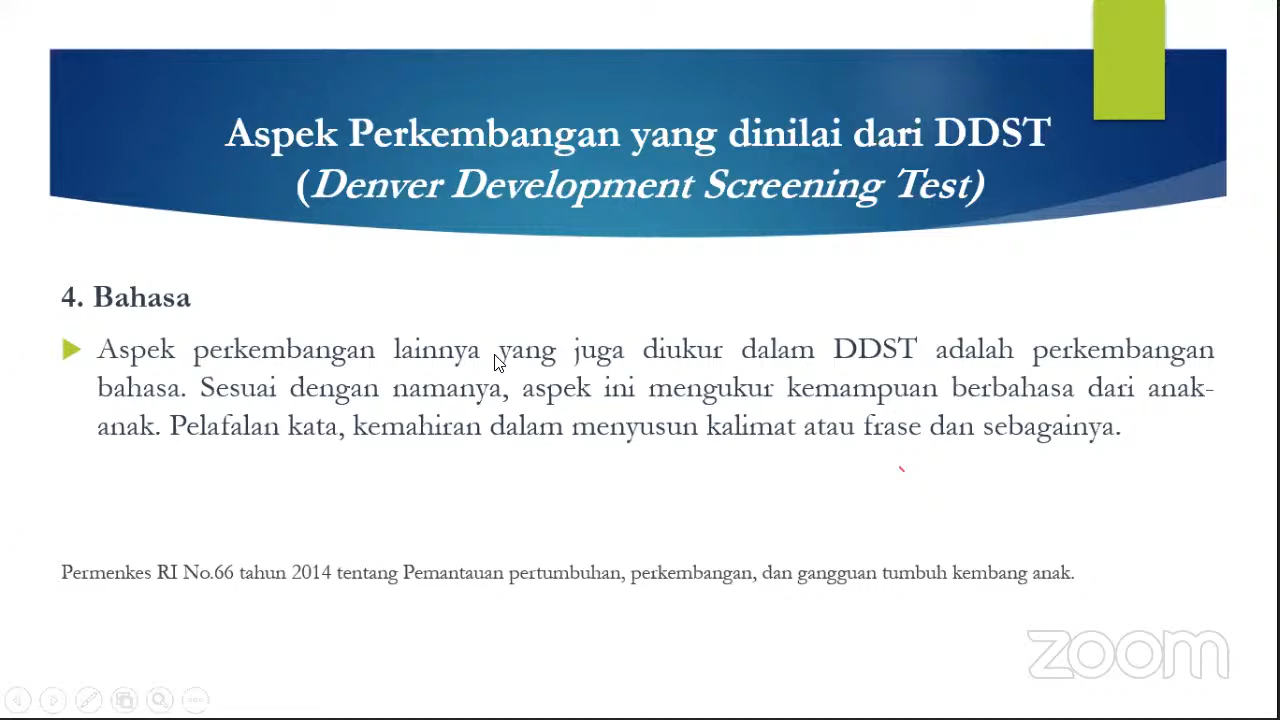 Aspek Perkembangan yang dinilai dari DDST
(Denver Development Screening Test)
4. Bahasa
Aspek perkembangan lainnya yang juga diukur dalam DDST adalah perkembangan
bahasa. Sesuai dengan namanya, aspek ini mengukur kemampuan berbahasa dari anak-
anak. Pelafalan kata, kemahiran dalam menyusun kalimat atau frase dan sebagainya.
Permenkes RI No.66 tahun 2014 tentang Pemantauan pertumbuhan, perkembangan, dan gangguan tumbuh kembang anak.
zoom